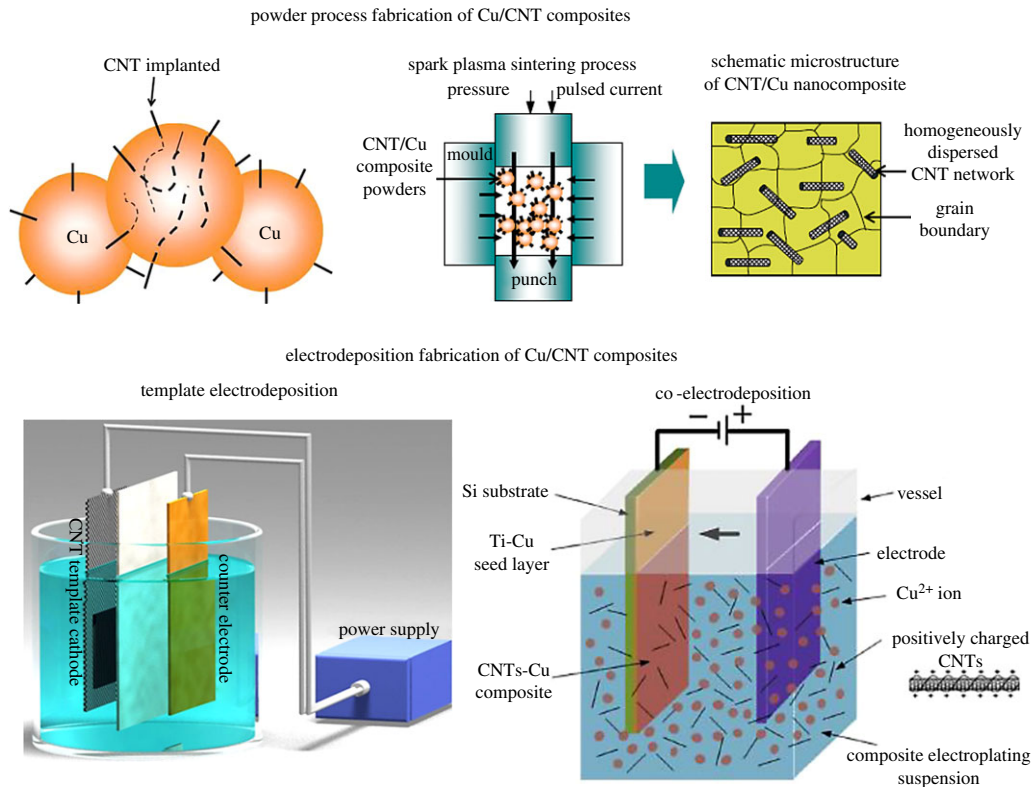 powder process fabrication of Cu/CNT composites
CNT implanted
Cu
Cu
spark plasma sintering process
pressure
pulsed current
CNT/Cu
composite
powders
mould
punch
schematic microstructure
of CNT/Cu nanocomposite
homogeneously
dispersed
CNT network
grain
boundary
electrodeposition fabrication of Cu/CNT composites
template electrodeposition
CNT template cathode
counter electrode
power supply
co-electrodeposition
− +
Si substrate
Ti-Cu
seed layer
CNTs-Cu
composite
vessel
electrode
Cu²⁺ ion
positively charged
CNTs
composite electroplating
suspension